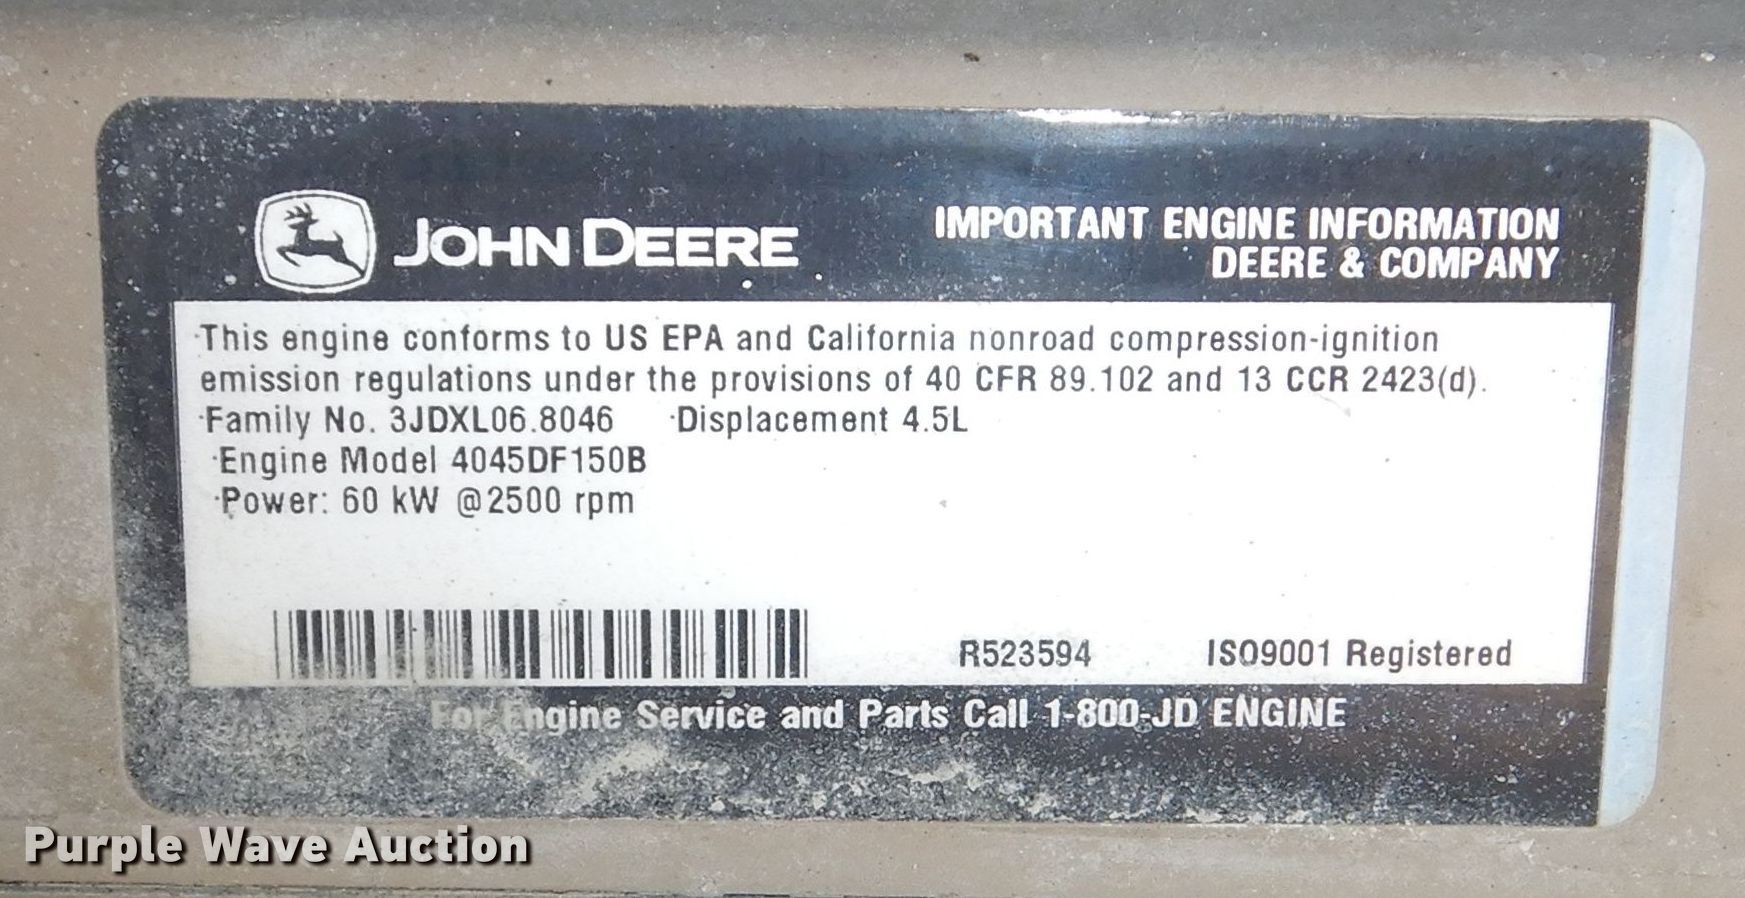 JOHN DEERE
IMPORTANT ENGINE INFORMATION
DEERE & COMPANY
·This engine conforms to US EPA and California nonroad compression-ignition
emission regulations under the provisions of 40 CFR 89.102 and 13 CCR 2423(d).
·Family No. 3JDXL06.8046 ·Displacement 4.5L
·Engine Model 4045DF150B
·Power: 60 kW @2500 rpm
R523594 ISO9001 Registered
For Engine Service and Parts Call 1-800-JD ENGINE
Purple Wave Auction